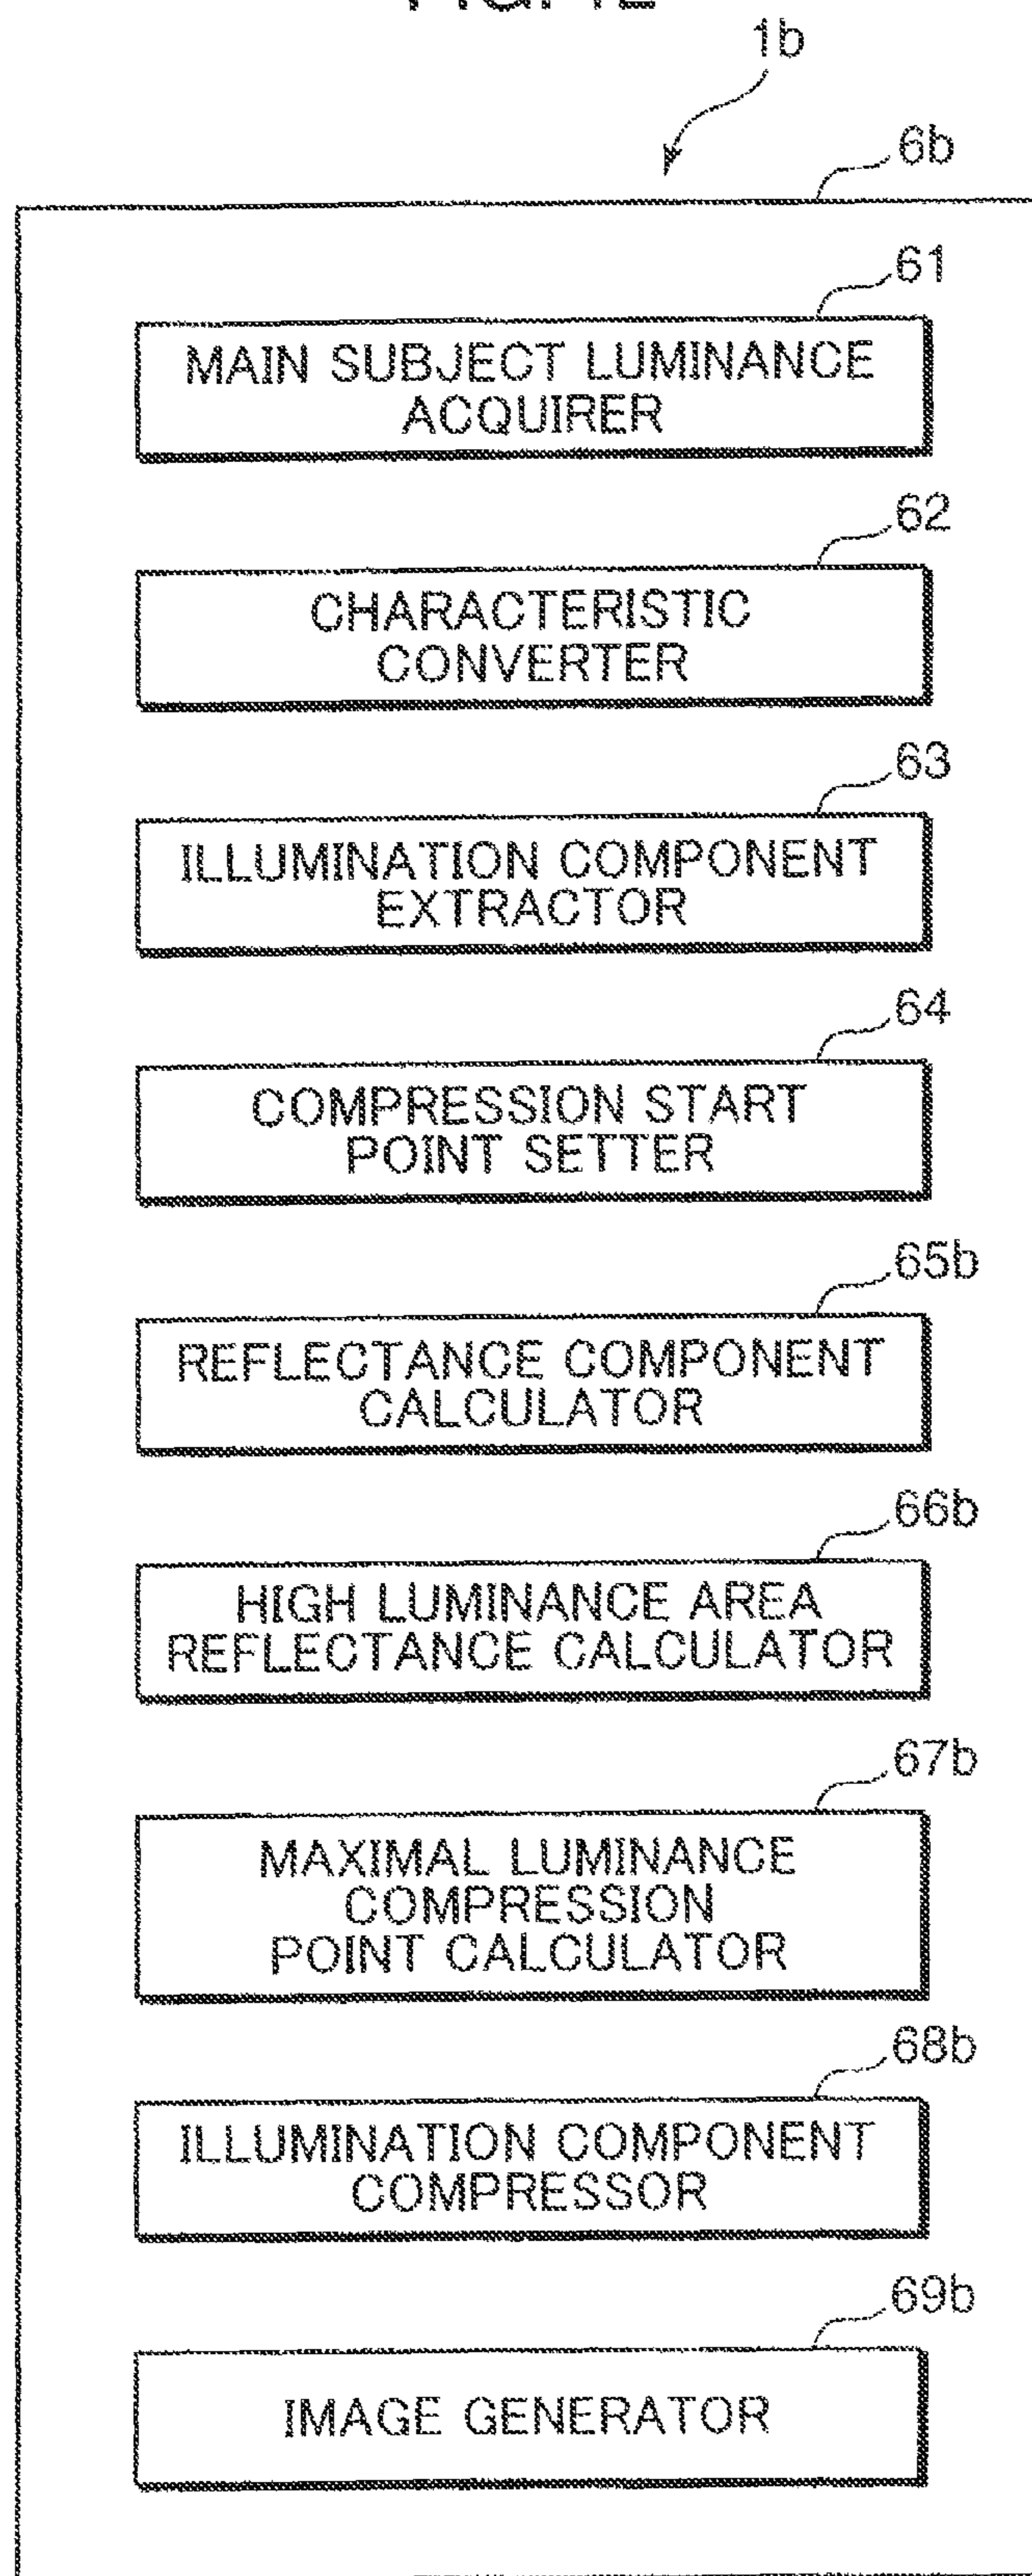 1b
6b
61
MAIN SUBJECT LUMINANCE
ACQUIRER
62
CHARACTERISTIC
CONVERTER
63
ILLUMINATION COMPONENT
EXTRACTOR
64
COMPRESSION START
POINT SETTER
65b
REFLECTANCE COMPONENT
CALCULATOR
66b
HIGH LUMINANCE AREA
REFLECTANCE CALCULATOR
67b
MAXIMAL LUMINANCE
COMPRESSION
POINT CALCULATOR
68b
ILLUMINATION COMPONENT
COMPRESSOR
69b
IMAGE GENERATOR